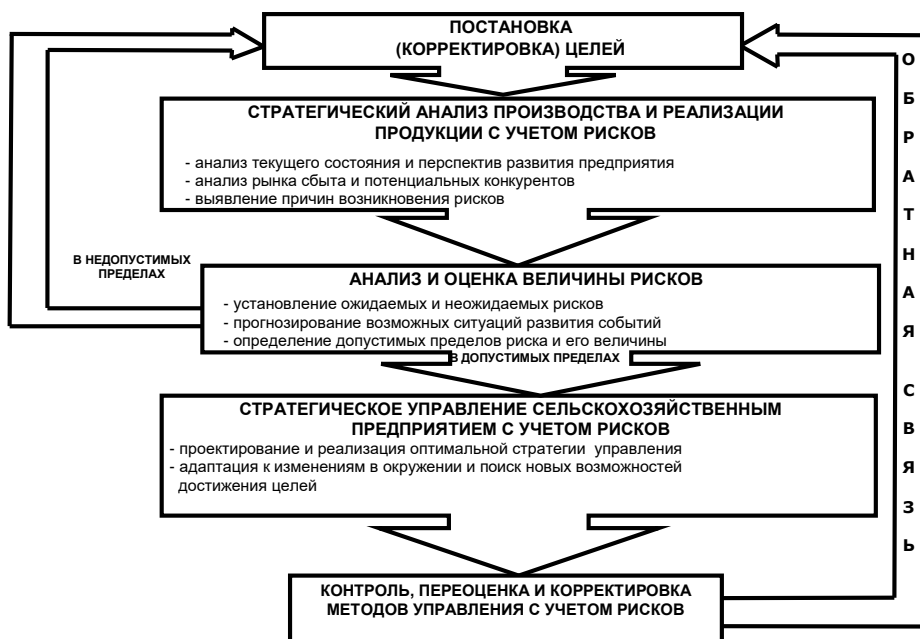 ПОСТАНОВКА
(КОРРЕКТИРОВКА) ЦЕЛЕЙ
СТРАТЕГИЧЕСКИЙ АНАЛИЗ ПРОИЗВОДСТВА И РЕАЛИЗАЦИИ
ПРОДУКЦИИ С УЧЕТОМ РИСКОВ
- анализ текущего состояния и перспектив развития предприятия
- анализ рынка сбыта и потенциальных конкурентов
- выявление причин возникновения рисков
В НЕДОПУСТИМЫХ
ПРЕДЕЛАХ
АНАЛИЗ И ОЦЕНКА ВЕЛИЧИНЫ РИСКОВ
- установление ожидаемых и неожидаемых рисков
- прогнозирование возможных ситуаций развития событий
- определение допустимых пределов риска и его величины
В ДОПУСТИМЫХ ПРЕДЕЛАХ
СТРАТЕГИЧЕСКОЕ УПРАВЛЕНИЕ СЕЛЬСКОХОЗЯЙСТВЕННЫМ
ПРЕДПРИЯТИЕМ С УЧЕТОМ РИСКОВ
- проектирование и реализация оптимальной стратегии управления
- адаптация к изменениям в окружении и поиск новых возможностей
достижения целей
КОНТРОЛЬ, ПЕРЕОЦЕНКА И КОРРЕКТИРОВКА
МЕТОДОВ УПРАВЛЕНИЯ С УЧЕТОМ РИСКОВ
ОБРАТНАЯ СВЯЗЬ